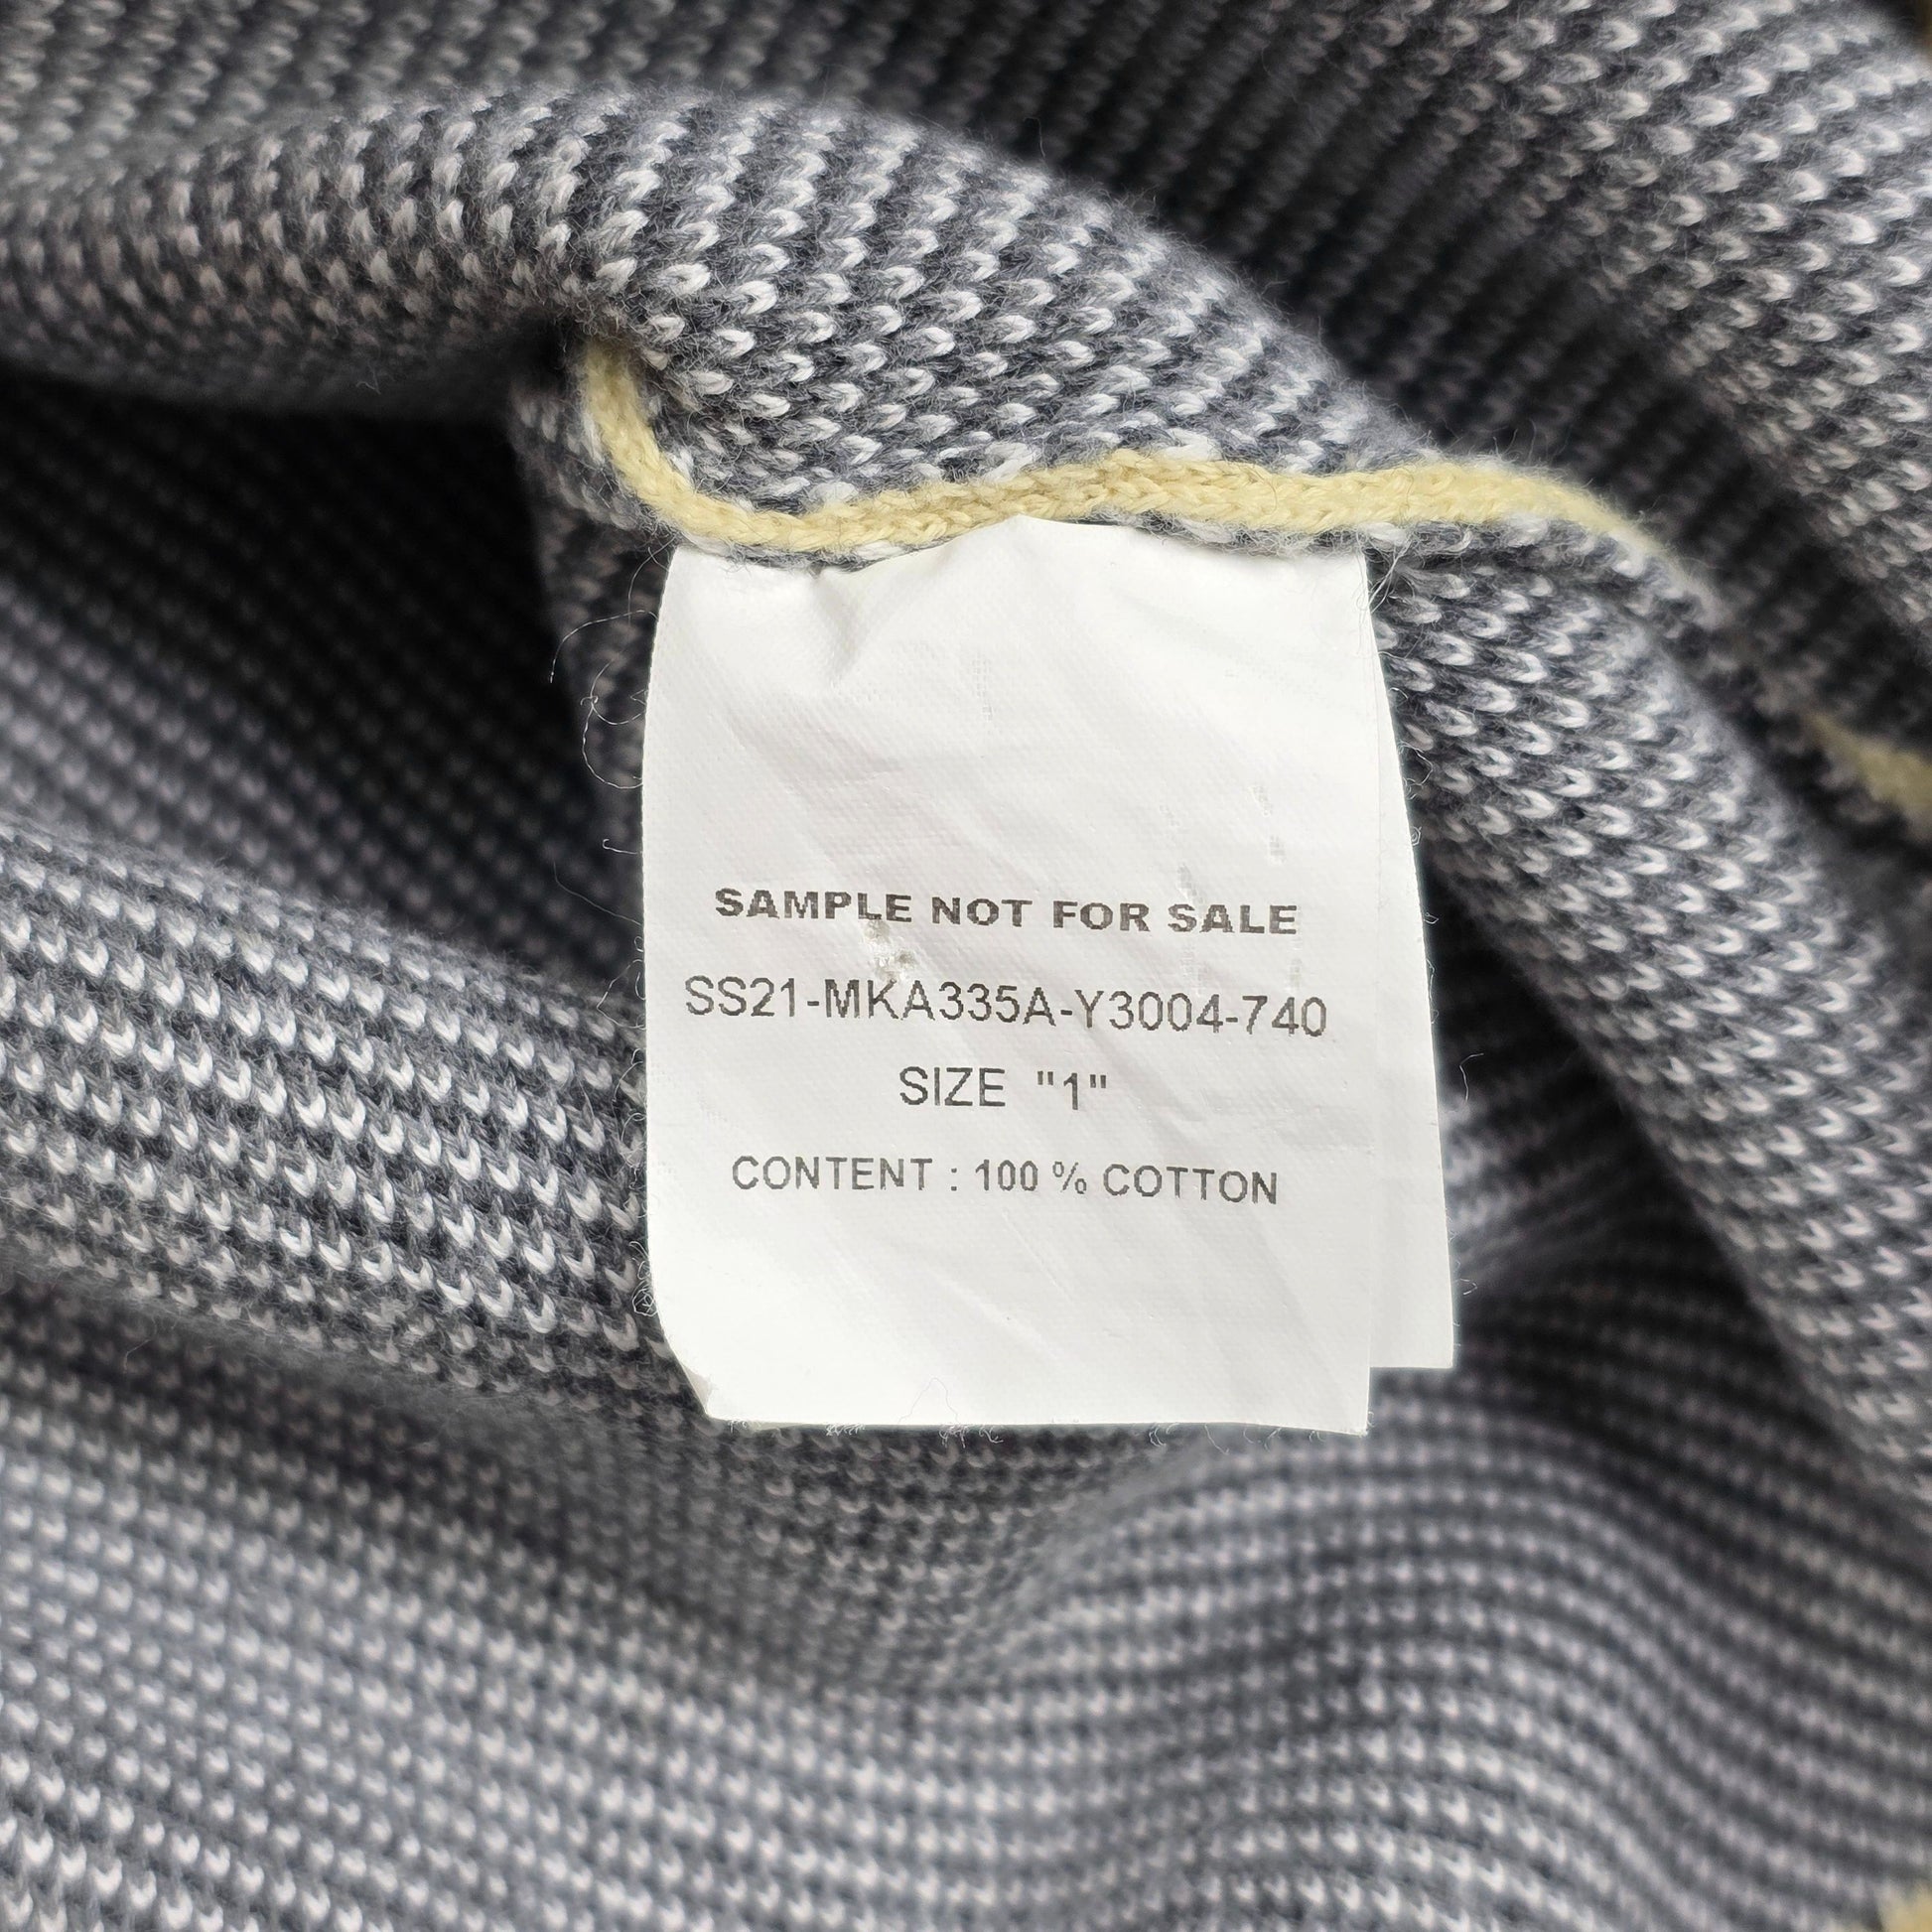 SAMPLE NOT FOR SALE
SS21-MKA335A-Y3004-740
SIZE "1"
CONTENT : 100 % COTTON